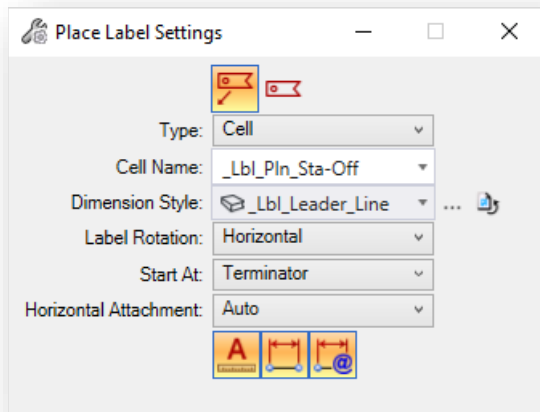 Place Label Settings
Type: Cell
Cell Name: _Lbl_Pln_Sta-Off
Dimension Style: _Lbl_Leader_Line ...
Label Rotation: Horizontal
Start At: Terminator
Horizontal Attachment: Auto
A @